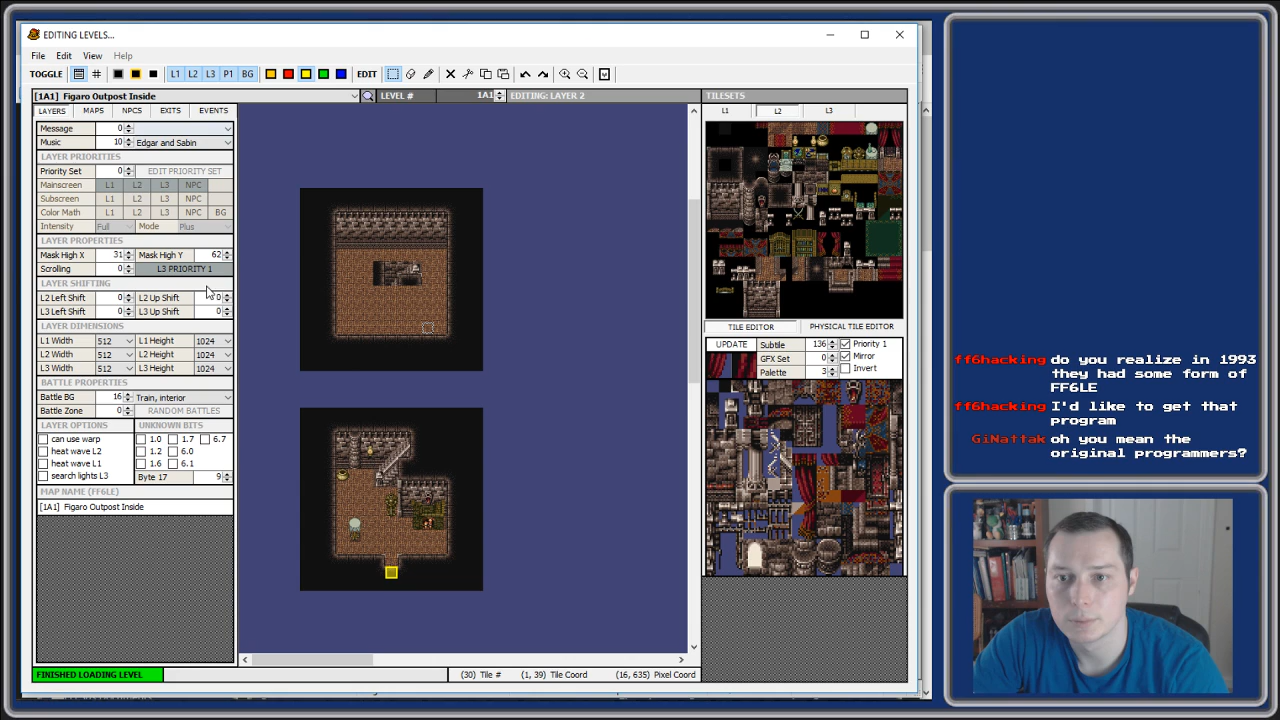 EDITING LEVELS...
File Edit View Help
TOGGLE L1 L2 L3 P1 BG EDIT
[1A1] Figaro Outpost Inside LEVEL # 1A1 EDITING: LAYER 2 TILESETS
LAYERS MAPS NPCS EXITS EVENTS L1 L2 L3
Message 0
Music 10 Edgar and Sabin
LAYER PRIORITIES
Priority Set 0 EDIT PRIORITY SET
Mainscreen L1 L2 L3 NPC
Subscreen L1 L2 L3 NPC
Color Math L1 L2 L3 NPC BG
Intensity Full Mode Plus
LAYER PROPERTIES
Mask High X 31 Mask High Y 62
Scrolling 0 L3 PRIORITY 1
LAYER SHIFTING
L2 Left Shift 0 L2 Up Shift 0
L3 Left Shift 0 L3 Up Shift 0
LAYER DIMENSIONS
L1 Width 512 L1 Height 1024
L2 Width 512 L2 Height 1024
L3 Width 512 L3 Height 1024
BATTLE PROPERTIES
Battle BG 16 Train, interior
Battle Zone 0 RANDOM BATTLES
LAYER OPTIONS UNKNOWN BITS
can use warp 1.0 1.7 6.7
heat wave L2 1.2 6.0
heat wave L1 1.6 6.1
search lights L3 Byte 17 9
MAP NAME (FF6LE)
[1A1] Figaro Outpost Inside
TILE EDITOR PHYSICAL TILE EDITOR
UPDATE Subtile 136 Priority 1
GFX Set 0 Mirror
Palette 3 Invert
FINISHED LOADING LEVEL (30) Tile # (1, 39) Tile Coord (16, 635) Pixel Coord
ff6hacking do you realize in 1993
they had some form of
FF6LE
ff6hacking I'd like to get that
program
GiNattak oh you mean the
original programmers?